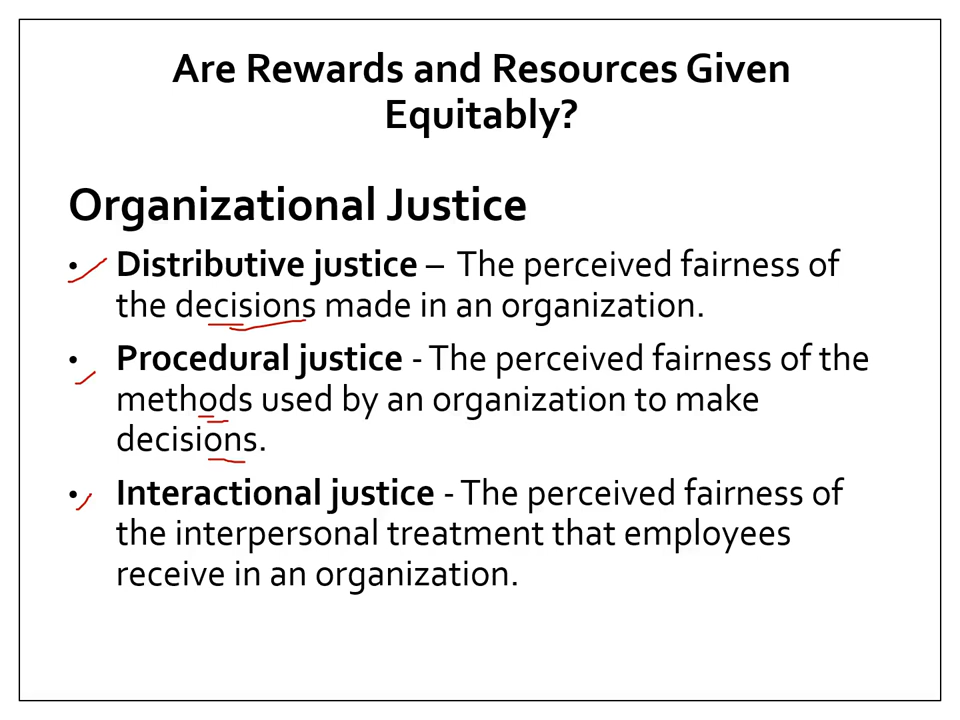 Are Rewards and Resources Given
Equitably?
Organizational Justice
• Distributive justice – The perceived fairness of
the decisions made in an organization.
• Procedural justice - The perceived fairness of the
methods used by an organization to make
decisions.
• Interactional justice - The perceived fairness of
the interpersonal treatment that employees
receive in an organization.